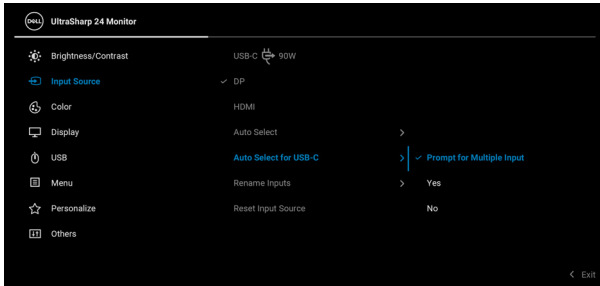 DELL UltraSharp 24 Monitor
Brightness/Contrast
USB-C 90W
Input Source
DP
Color
HDMI
Display
Auto Select
USB
Auto Select for USB-C
Prompt for Multiple Input
Menu
Rename Inputs
Yes
Personalize
Reset Input Source
No
Others
Exit